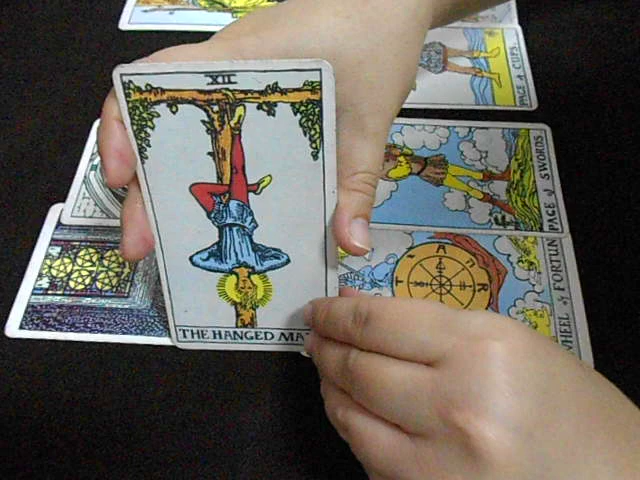 XII
THE HANGED MA
PAGE of CUPS
PAGE of SWORDS
WHEEL of FORTUN
T A R